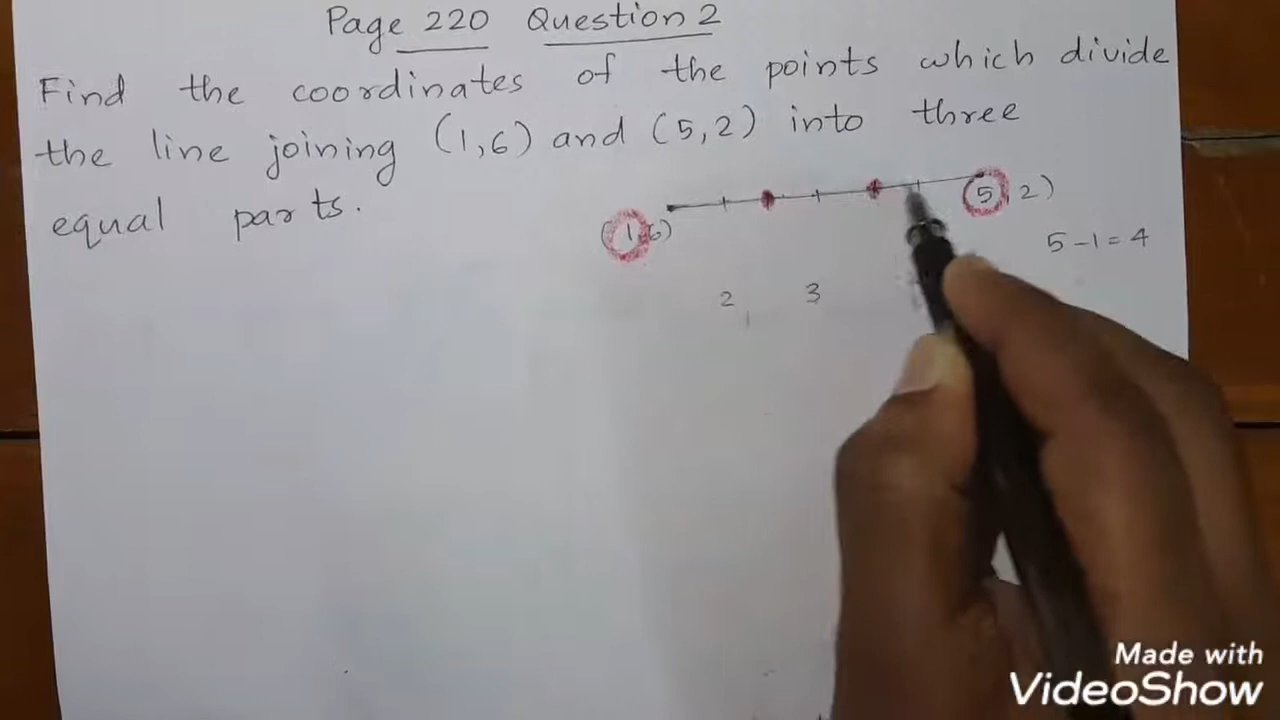 Page 220 Question 2
Find the coordinates of the points which divide
the line joining (1,6) and (5,2) into three
equal parts.
(1,6) (5,2)
5-1=4
2 3
Made with
VideoShow